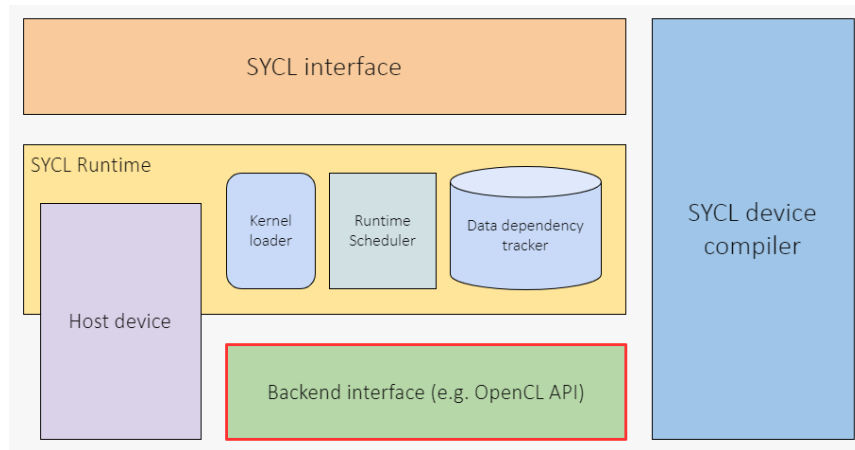 SYCL interface
SYCL Runtime
Kernel
loader
Runtime
Scheduler
Data dependency
tracker
Host device
Backend interface (e.g. OpenCL API)
SYCL device
compiler